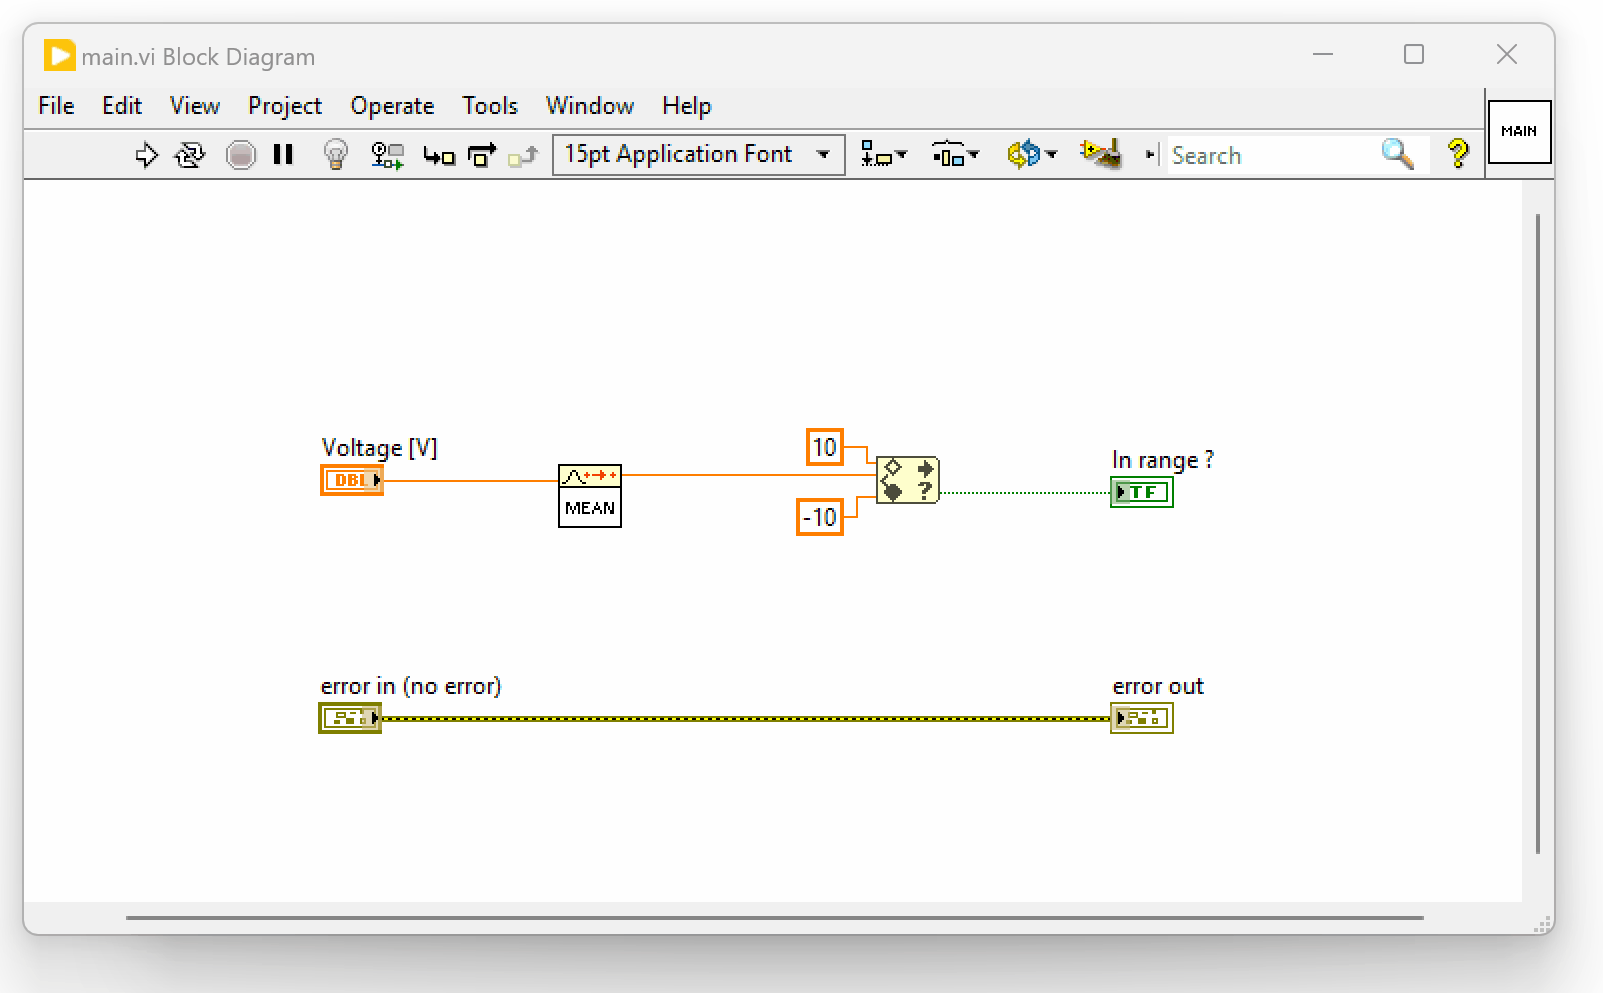 main.vi Block Diagram
File Edit View Project Operate Tools Window Help
MAIN
15pt Application Font
Search
?
Voltage [V]
DBL
MEAN
10
-10
?
In range ?
TF
error in (no error)
error out